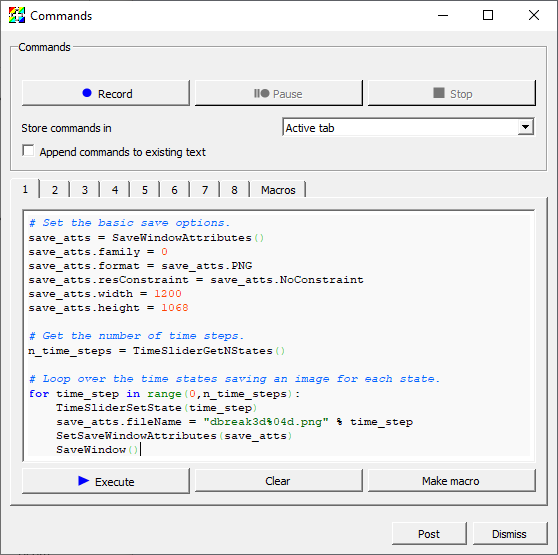 Commands
Commands
Record
Pause
Stop
Store commands in
Active tab
Append commands to existing text
1 2 3 4 5 6 7 8 Macros
# Set the basic save options.
save_atts = SaveWindowAttributes()
save_atts.family = 0
save_atts.format = save_atts.PNG
save_atts.resConstraint = save_atts.NoConstraint
save_atts.width = 1200
save_atts.height = 1068
# Get the number of time steps.
n_time_steps = TimeSliderGetNStates()
# Loop over the time states saving an image for each state.
for time_step in range(0,n_time_steps):
    TimeSliderSetState(time_step)
    save_atts.fileName = "dbreak3d%04d.png" % time_step
    SetSaveWindowAttributes(save_atts)
    SaveWindow()
Execute
Clear
Make macro
Post
Dismiss